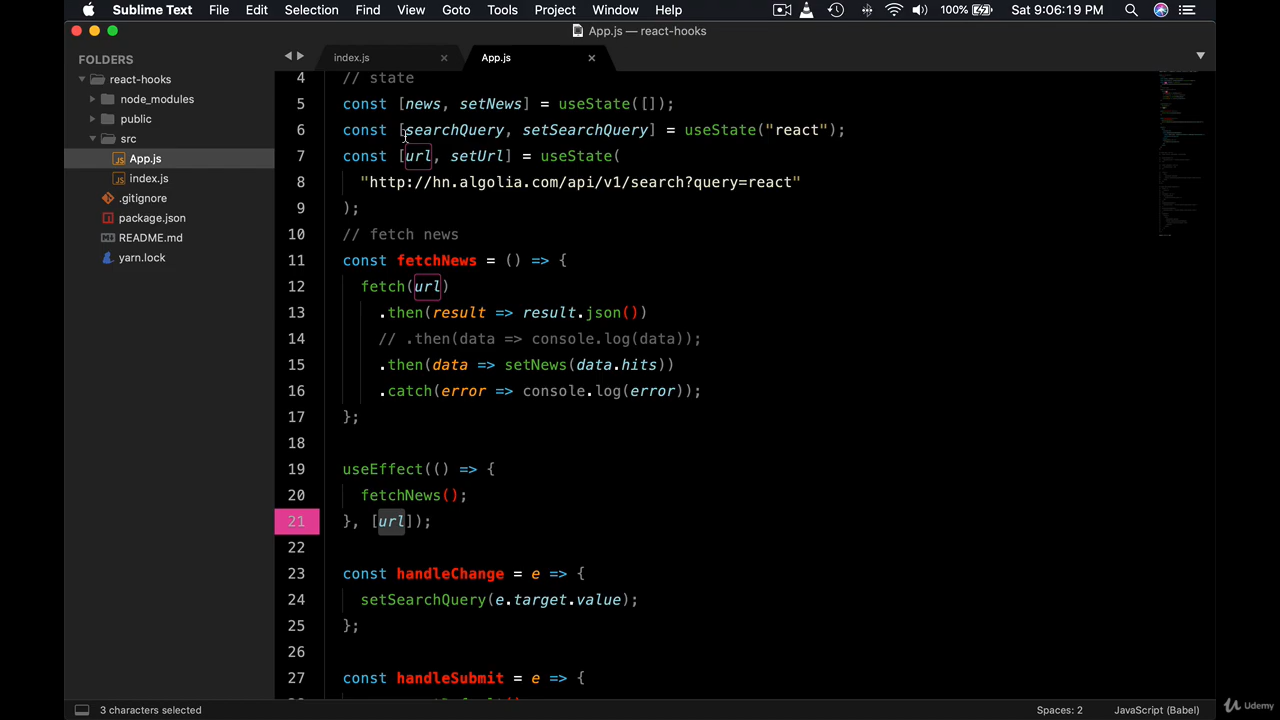 Sublime Text File Edit Selection Find View Goto Tools Project Window Help 100% Sat 9:06:19 PM
App.js — react-hooks
FOLDERS
react-hooks
node_modules
public
src
App.js
index.js
.gitignore
package.json
README.md
yarn.lock
index.js
App.js
4 // state
5 const [news, setNews] = useState([]);
6 const [searchQuery, setSearchQuery] = useState("react");
7 const [url, setUrl] = useState(
8 "http://hn.algolia.com/api/v1/search?query=react"
9 );
10 // fetch news
11 const fetchNews = () => {
12 fetch(url)
13 .then(result => result.json())
14 // .then(data => console.log(data));
15 .then(data => setNews(data.hits))
16 .catch(error => console.log(error));
17 };
18
19 useEffect(() => {
20 fetchNews();
21 }, [url]);
22
23 const handleChange = e => {
24 setSearchQuery(e.target.value);
25 };
26
27 const handleSubmit = e => {
3 characters selected
Spaces: 2
JavaScript (Babel)
Udemy